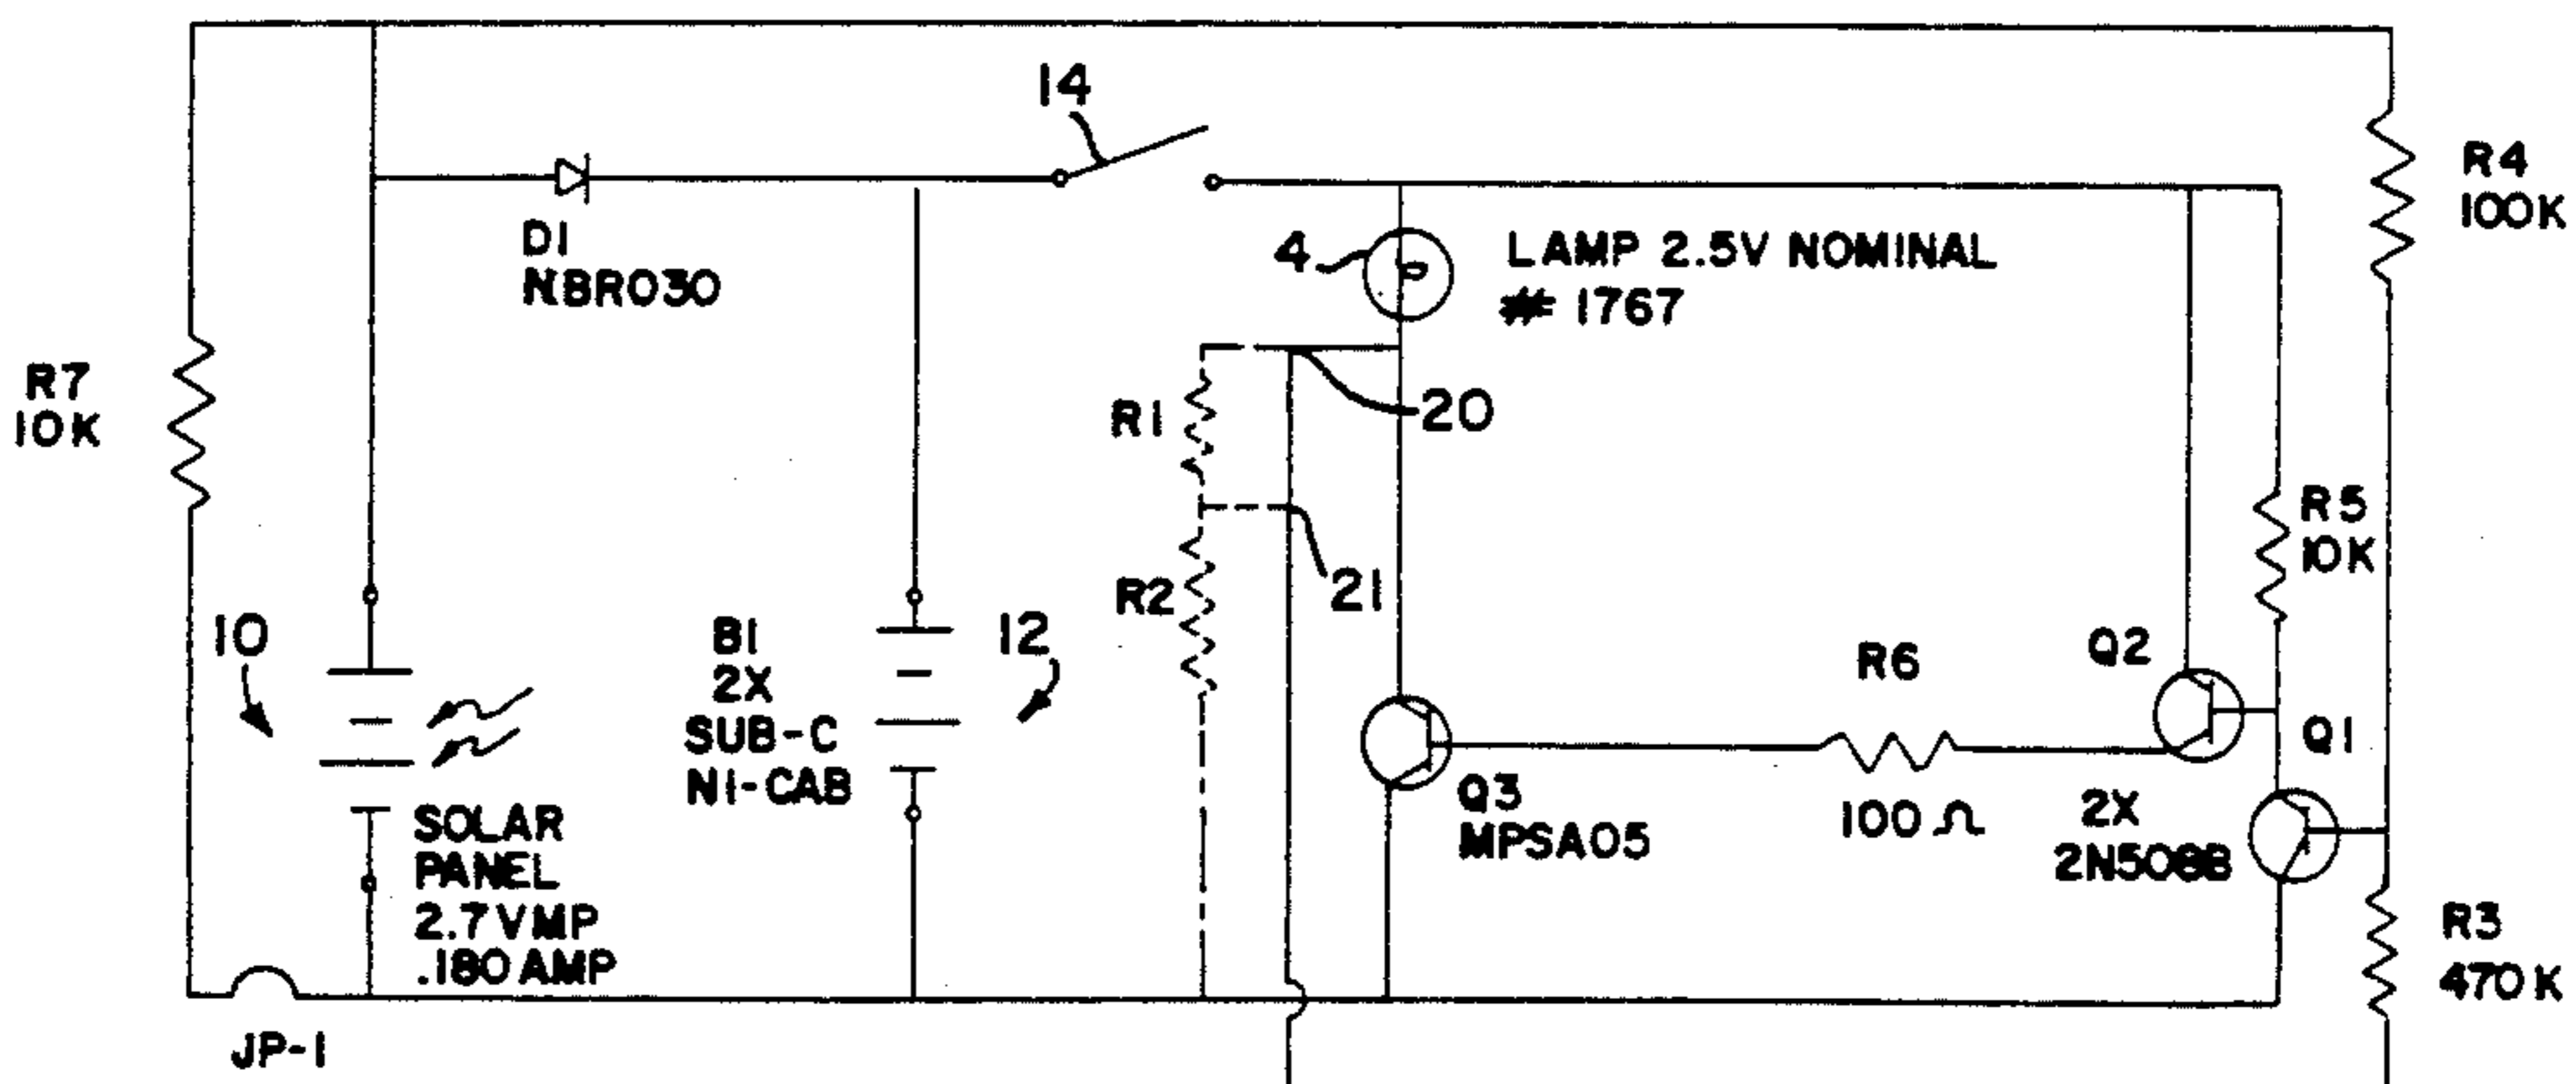 14
R4
100K
D1
NBR030
4
LAMP 2.5V NOMINAL
# 1767
R7
10K
R1
20
R5
10K
R2
21
10
B1
2X
SUB-C
NI-CAB
12
R6
Q2
Q1
100 Ω
Q3
MPSA05
2X
2N508B
SOLAR
PANEL
2.7 VMP
.180 AMP
R3
470K
JP-1